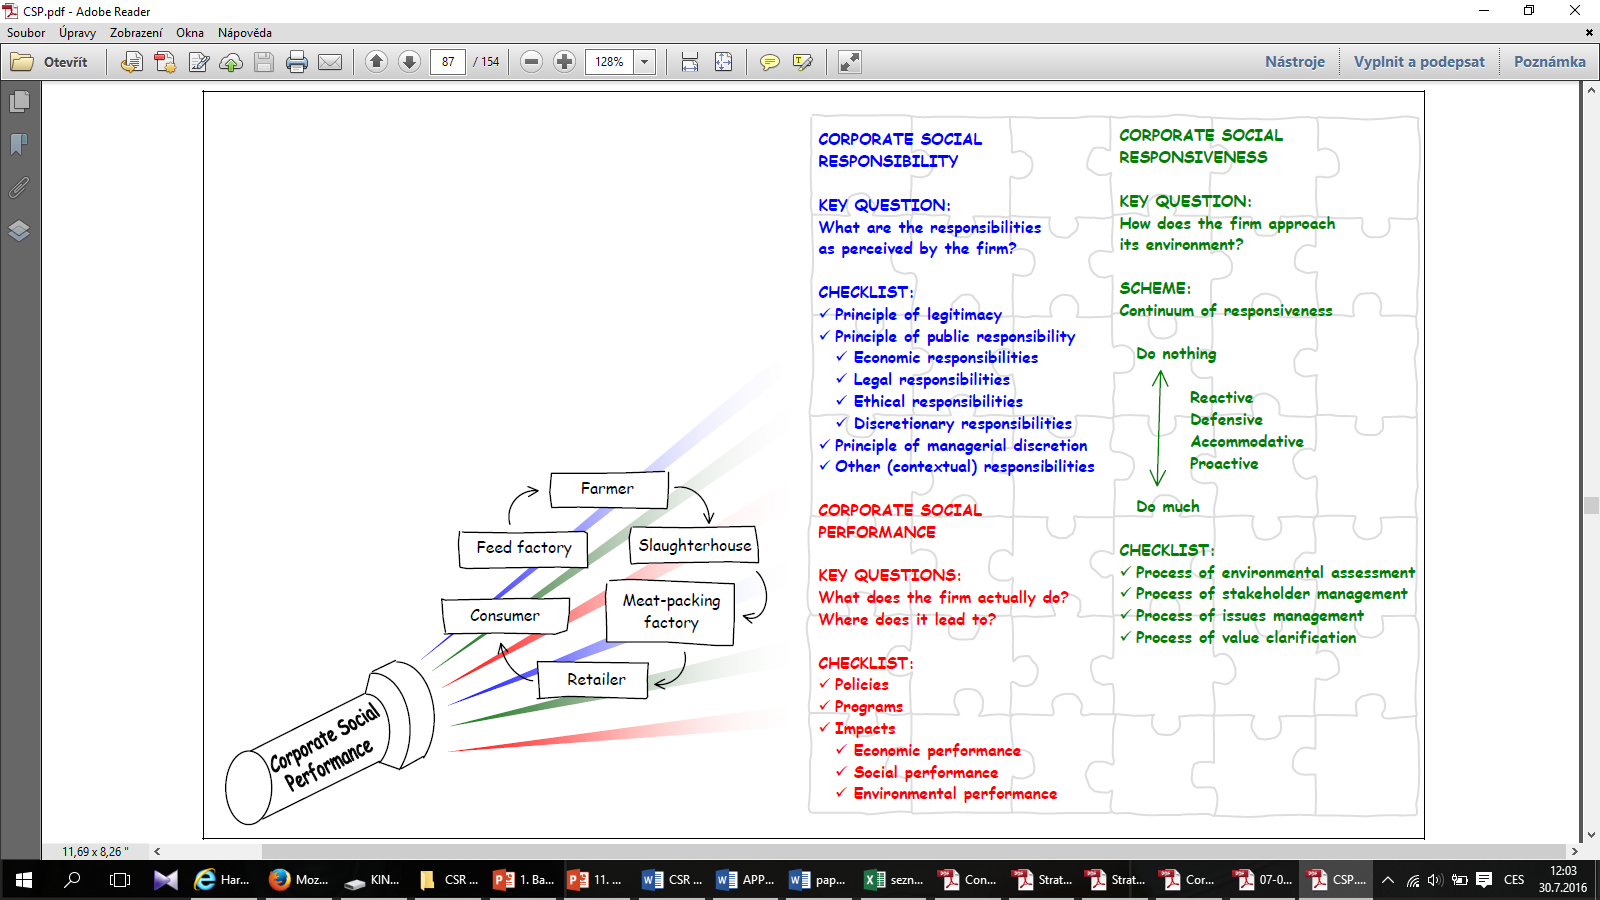 CSP.pdf - Adobe Reader
Soubor Úpravy Zobrazení Okna Nápověda
Otevřít 87 / 154 128% Nástroje Vyplnit a podepsat Poznámka
CORPORATE SOCIAL
RESPONSIBILITY
KEY QUESTION:
What are the responsibilities
as perceived by the firm?
CHECKLIST:
✓ Principle of legitimacy
✓ Principle of public responsibility
✓ Economic responsibilities
✓ Legal responsibilities
✓ Ethical responsibilities
✓ Discretionary responsibilities
✓ Principle of managerial discretion
✓ Other (contextual) responsibilities
CORPORATE SOCIAL
PERFORMANCE
KEY QUESTIONS:
What does the firm actually do?
Where does it lead to?
CHECKLIST:
✓ Policies
✓ Programs
✓ Impacts
✓ Economic performance
✓ Social performance
✓ Environmental performance
CORPORATE SOCIAL
RESPONSIVENESS
KEY QUESTION:
How does the firm approach
its environment?
SCHEME:
Continuum of responsiveness
Do nothing
Reactive
Defensive
Accommodative
Proactive
Do much
CHECKLIST:
✓ Process of environmental assessment
✓ Process of stakeholder management
✓ Process of issues management
✓ Process of value clarification
Farmer
Feed factory
Slaughterhouse
Consumer
Meat-packing
factory
Retailer
Corporate Social
Performance
11,69 x 8,26 "
Har... Moz... KIN... CSR ... 1. Ba... 11. ... CSR ... APP... pap... sezn... Con... Strat... Strat... Cor... 07-0... CSP.... CES 12:03
30.7.2016